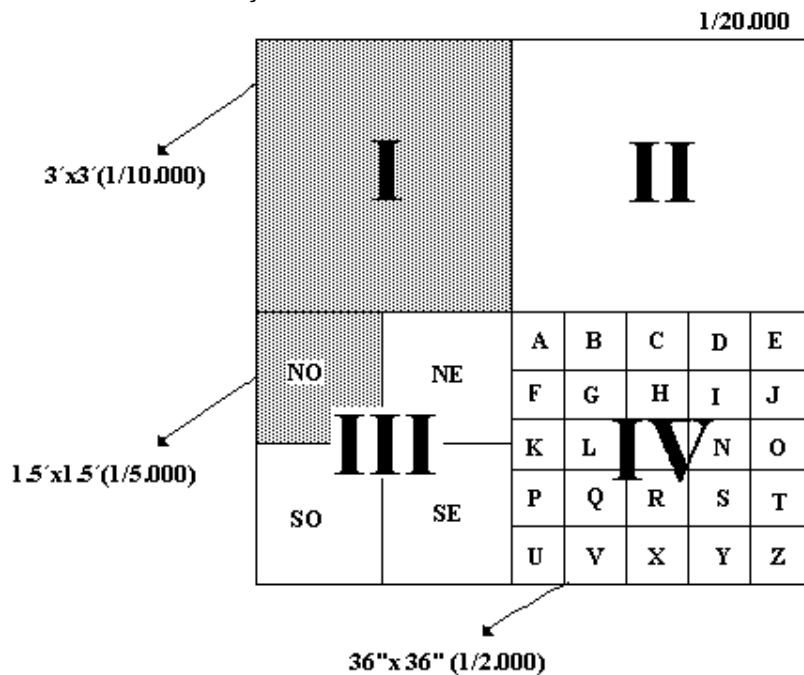 1/20.000
I
II
3´x3´(1/10.000)
A B C D E
NO NE
F G H I J
III
IV
K L N O
1.5´x1.5´(1/5.000)
P Q R S T
SO SE
U V X Y Z
36"x 36" (1/2.000)